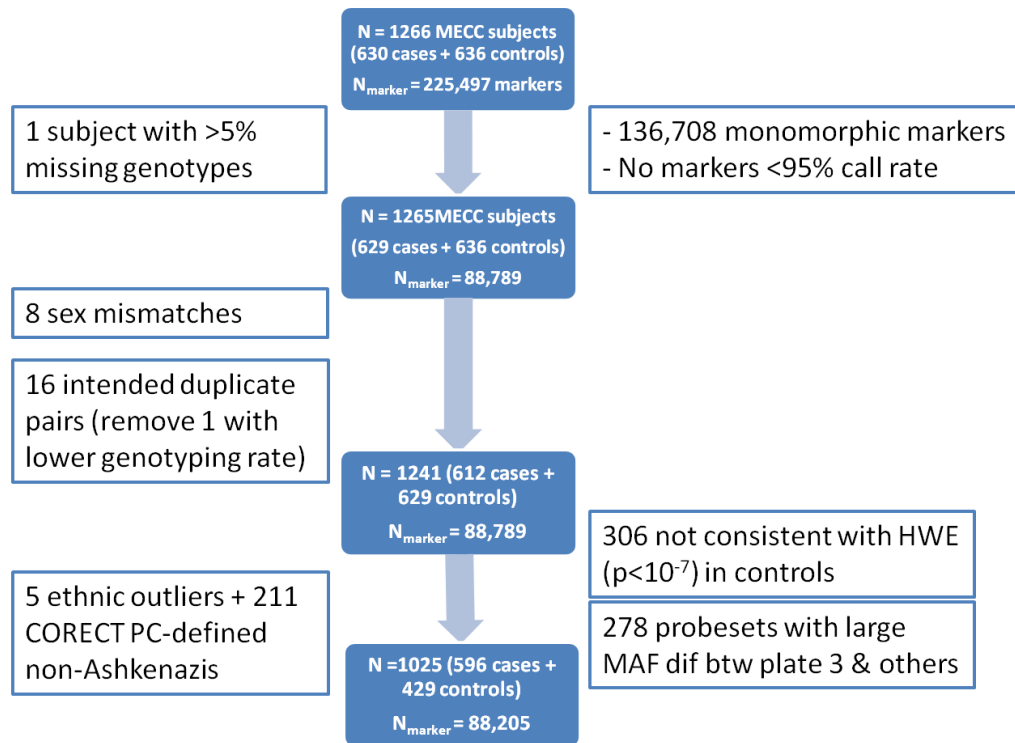 N = 1266 MECC subjects
(630 cases + 636 controls)
Nmarker = 225,497 markers
1 subject with >5%
missing genotypes
- 136,708 monomorphic markers
- No markers <95% call rate
N = 1265MECC subjects
(629 cases + 636 controls)
Nmarker = 88,789
8 sex mismatches
16 intended duplicate
pairs (remove 1 with
lower genotyping rate)
N = 1241 (612 cases +
629 controls)
Nmarker = 88,789
306 not consistent with HWE
(p<10⁻⁷) in controls
5 ethnic outliers + 211
CORECT PC-defined
non-Ashkenazis
278 probesets with large
MAF dif btw plate 3 & others
N =1025 (596 cases +
429 controls)
Nmarker = 88,205